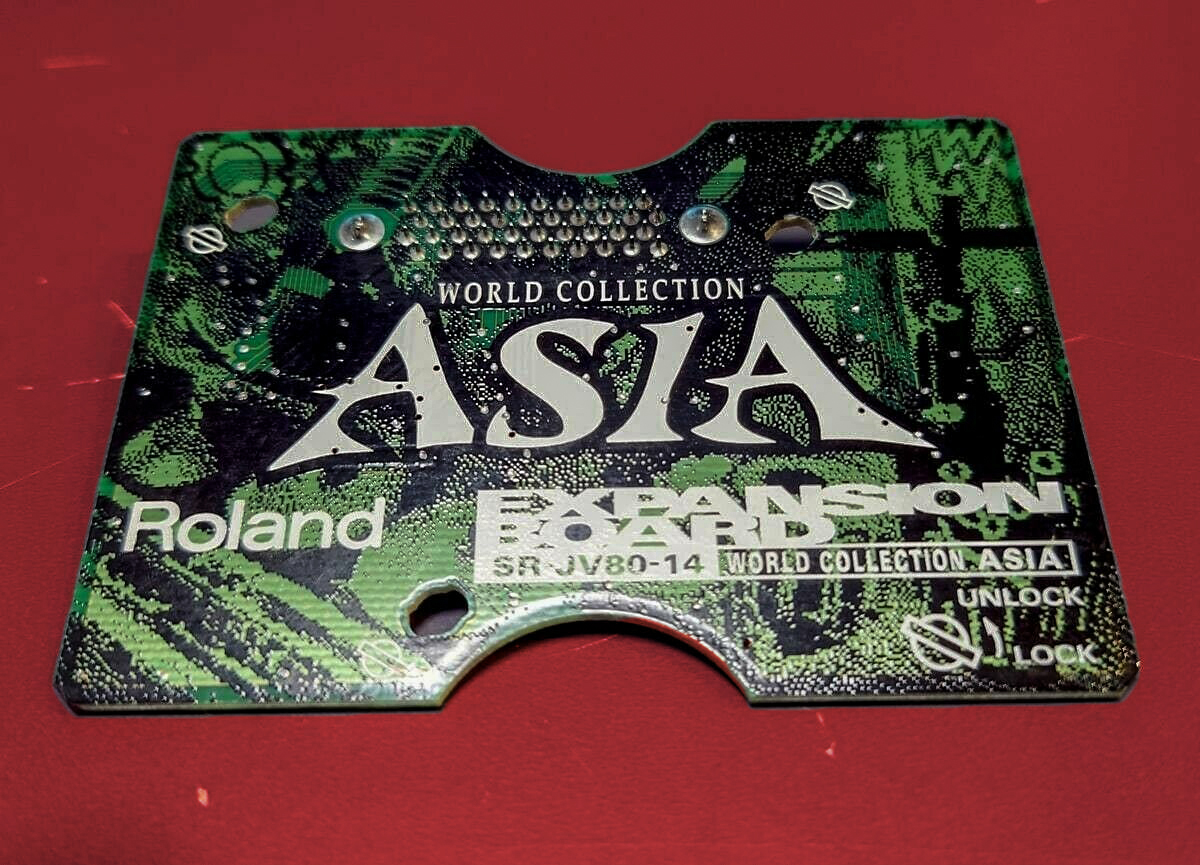 WORLD COLLECTION
ASIA
Roland
EXPANSION
BOARD
SR-JV80-14 WORLD COLLECTION ASIA
UNLOCK
LOCK